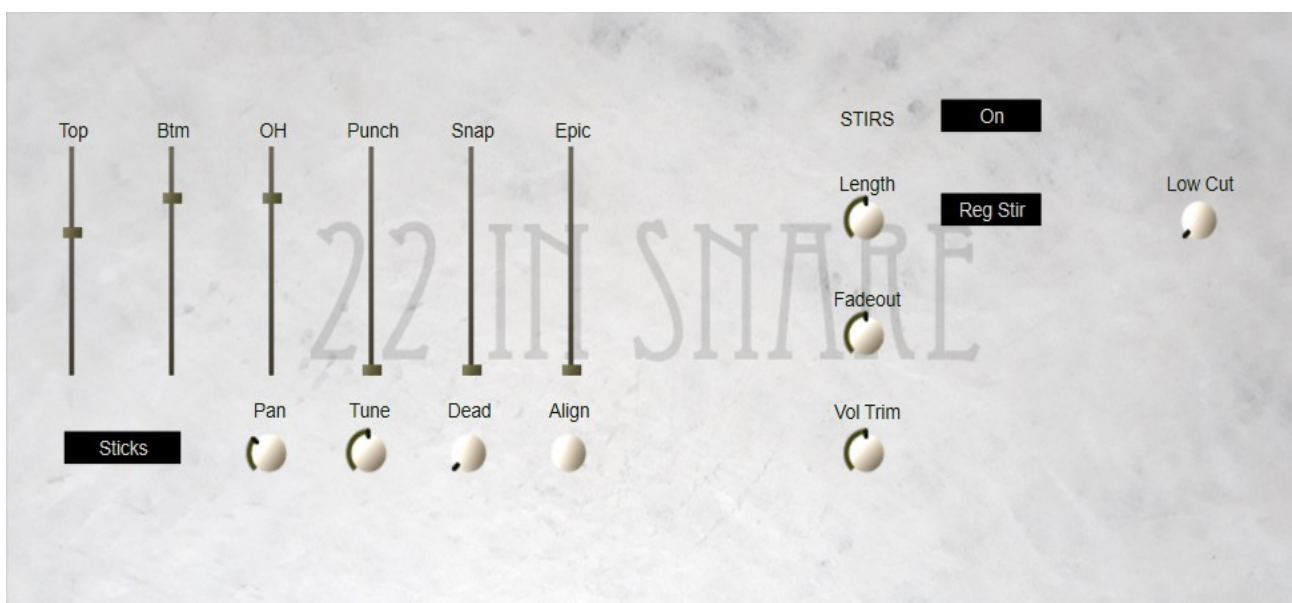 STIRS On
Top Btm OH Punch Snap Epic
Length Low Cut
Reg Stir
22 IN SNARE
Fadeout
Pan Tune Dead Align Vol Trim
Sticks